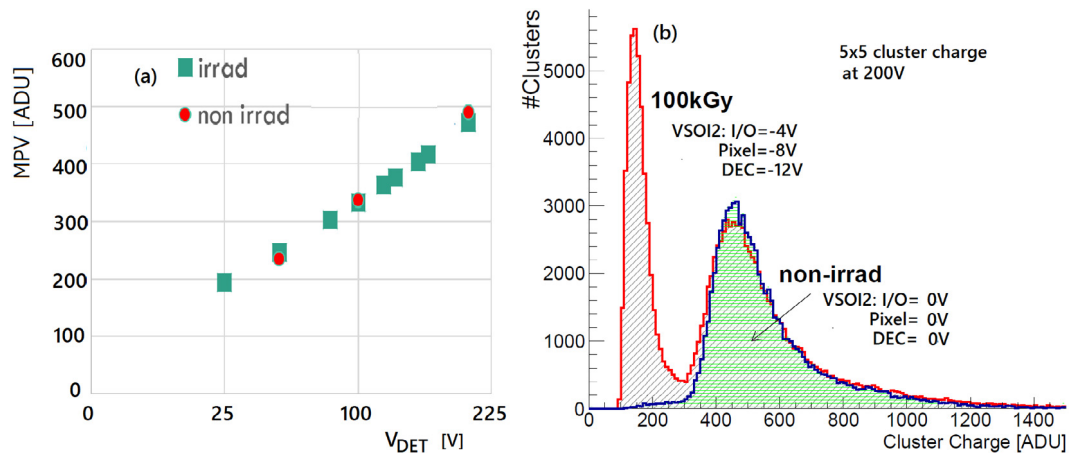 600
(a)
irrad
500
non irrad
400
300
200
100
0
0
25
100
225
MPV [ADU]
V_DET [V]
(b)
5x5 cluster charge
at 200V
100kGy
VSOI2: I/O=-4V
Pixel=-8V
DEC=-12V
non-irrad
VSOI2: I/O= 0V
Pixel= 0V
DEC= 0V
#Clusters
5000
4000
3000
2000
1000
0
0
200
400
600
800
1000
1200
1400
Cluster Charge [ADU]